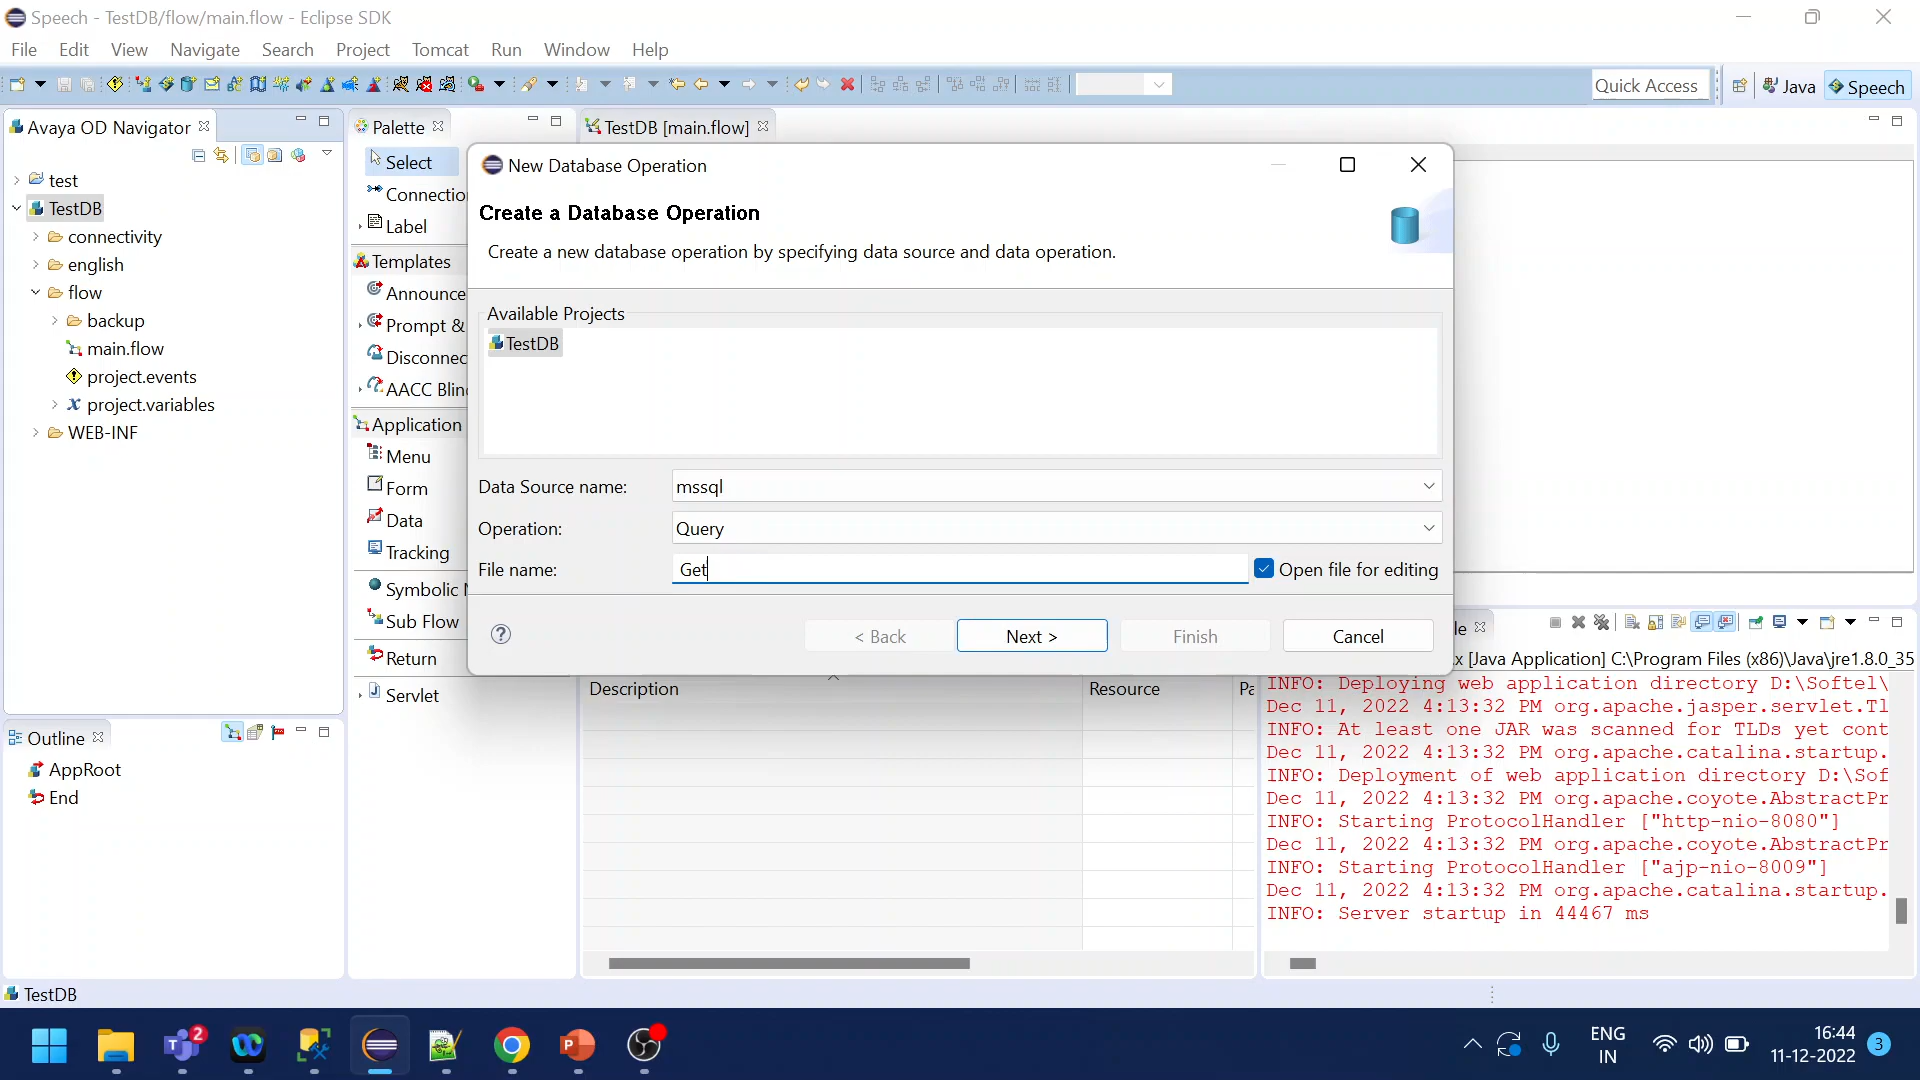 Speech - TestDB/flow/main.flow - Eclipse SDK
File Edit View Navigate Search Project Tomcat Run Window Help
Quick Access Java Speech
Avaya OD Navigator
test
TestDB
connectivity
english
flow
backup
main.flow
project.events
project.variables
WEB-INF
Outline
AppRoot
End
TestDB
Palette
Select
Connectio
Label
Templates
Announce
Prompt &
Disconnec
AACC Blin
Application
Menu
Form
Data
Tracking
Symbolic
Sub Flow
Return
Servlet
TestDB [main.flow]
New Database Operation
Create a Database Operation
Create a new database operation by specifying data source and data operation.
Available Projects
TestDB
Data Source name: mssql
Operation: Query
File name: Get Open file for editing
? < Back Next > Finish Cancel
Description Resource Pa
le
x [Java Application] C:\Program Files (x86)\Java\jre1.8.0_35
INFO: Deploying web application directory D:\Softel\
Dec 11, 2022 4:13:32 PM org.apache.jasper.servlet.Tl
INFO: At least one JAR was scanned for TLDs yet cont
Dec 11, 2022 4:13:32 PM org.apache.catalina.startup.
INFO: Deployment of web application directory D:\Sof
Dec 11, 2022 4:13:32 PM org.apache.coyote.AbstractPr
INFO: Starting ProtocolHandler ["http-nio-8080"]
Dec 11, 2022 4:13:32 PM org.apache.coyote.AbstractPr
INFO: Starting ProtocolHandler ["ajp-nio-8009"]
Dec 11, 2022 4:13:32 PM org.apache.catalina.startup.
INFO: Server startup in 44467 ms
2
ENG
IN
16:44
11-12-2022
3